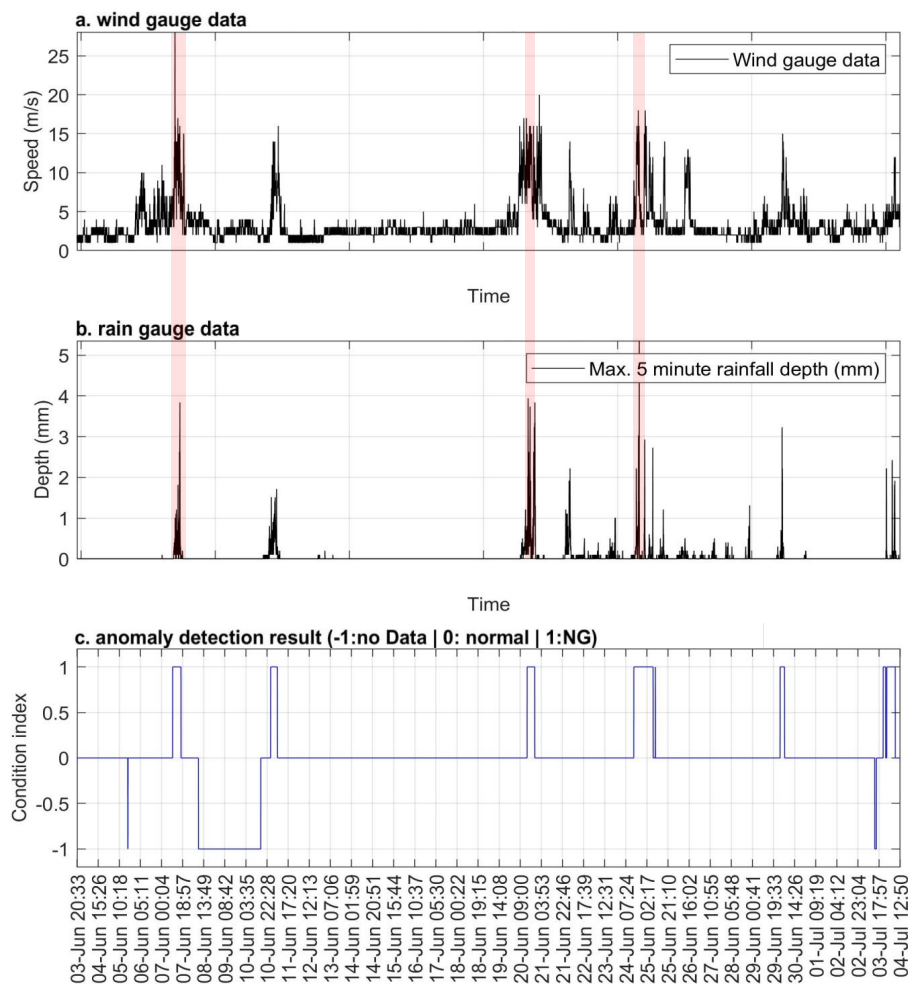 a. wind gauge data
Speed (m/s)
25
20
15
10
5
0
Wind gauge data
Time
b. rain gauge data
Depth (mm)
5
4
3
2
1
0
Max. 5 minute rainfall depth (mm)
Time
c. anomaly detection result (-1:no Data | 0: normal | 1:NG)
Condition index
1
0.5
0
-0.5
-1
03-Jun 20:33
04-Jun 15:26
05-Jun 10:18
06-Jun 05:11
07-Jun 00:04
07-Jun 18:57
08-Jun 13:49
09-Jun 08:42
10-Jun 03:35
10-Jun 22:28
11-Jun 17:20
12-Jun 12:13
13-Jun 07:06
14-Jun 01:59
14-Jun 20:51
15-Jun 15:44
16-Jun 10:37
17-Jun 05:30
18-Jun 00:22
18-Jun 19:15
19-Jun 14:08
20-Jun 09:00
21-Jun 03:53
21-Jun 22:46
22-Jun 17:39
23-Jun 12:31
24-Jun 07:24
25-Jun 02:17
25-Jun 21:10
26-Jun 16:02
27-Jun 10:55
28-Jun 05:48
29-Jun 00:41
29-Jun 19:33
30-Jun 14:26
01-Jul 09:19
02-Jul 04:12
02-Jul 23:04
03-Jul 17:57
04-Jul 12:50